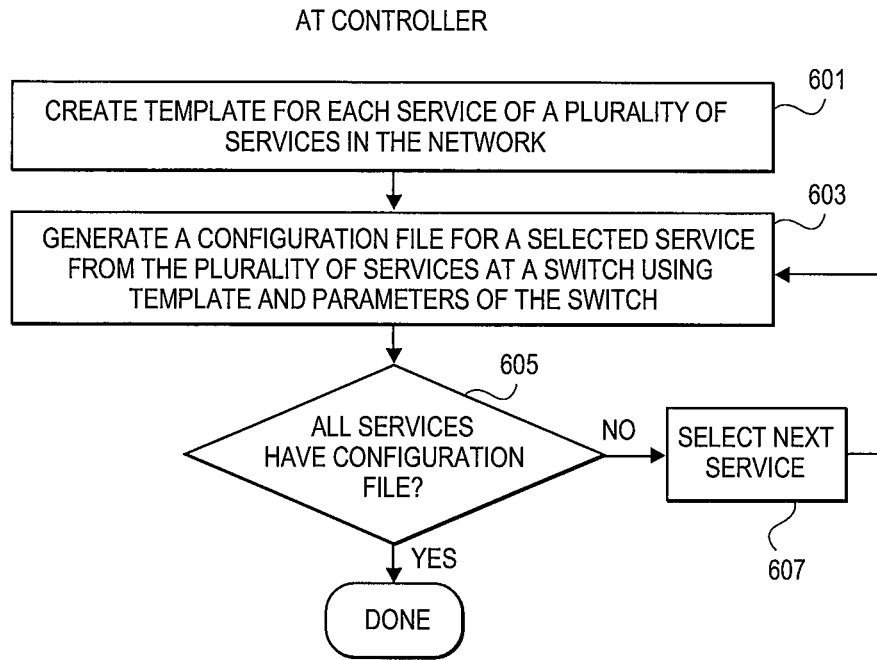 AT CONTROLLER
601
CREATE TEMPLATE FOR EACH SERVICE OF A PLURALITY OF
SERVICES IN THE NETWORK
603
GENERATE A CONFIGURATION FILE FOR A SELECTED SERVICE
FROM THE PLURALITY OF SERVICES AT A SWITCH USING
TEMPLATE AND PARAMETERS OF THE SWITCH
605
ALL SERVICES
HAVE CONFIGURATION
FILE?
NO
SELECT NEXT
SERVICE
607
YES
DONE